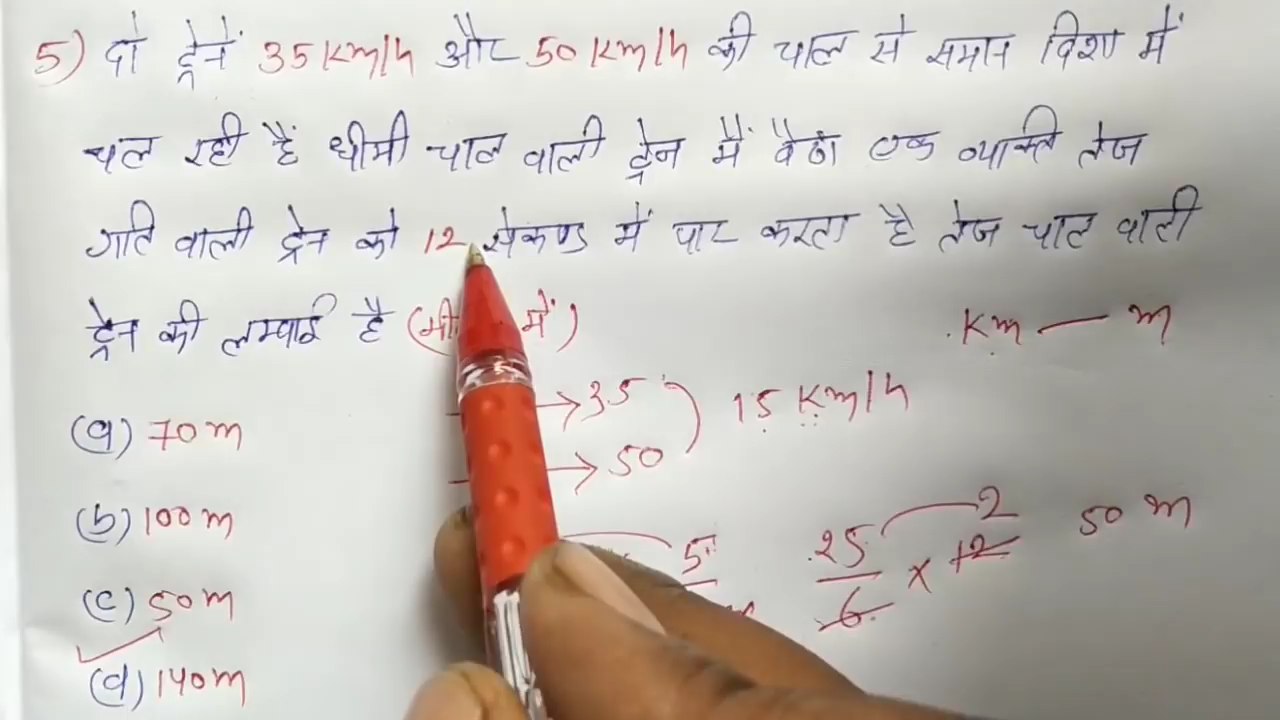 5) दो ट्रेनें 35 Km/h और 50 Km/h की चाल से समान दिशा में
चल रही हैं धीमी चाल वाली ट्रेन में बैठा एक व्यक्ति तेज
गति वाली ट्रेन को 12 सेकण्ड में पार करता है तेज चाल वाली
ट्रेन की लम्बाई है (मी में)
Km — m
→ 35
15 Km/h
→ 50
(a) 70 m
(b) 100 m
(c) 50 m
(d) 140 m
5
25/6 × 12 2 50 m